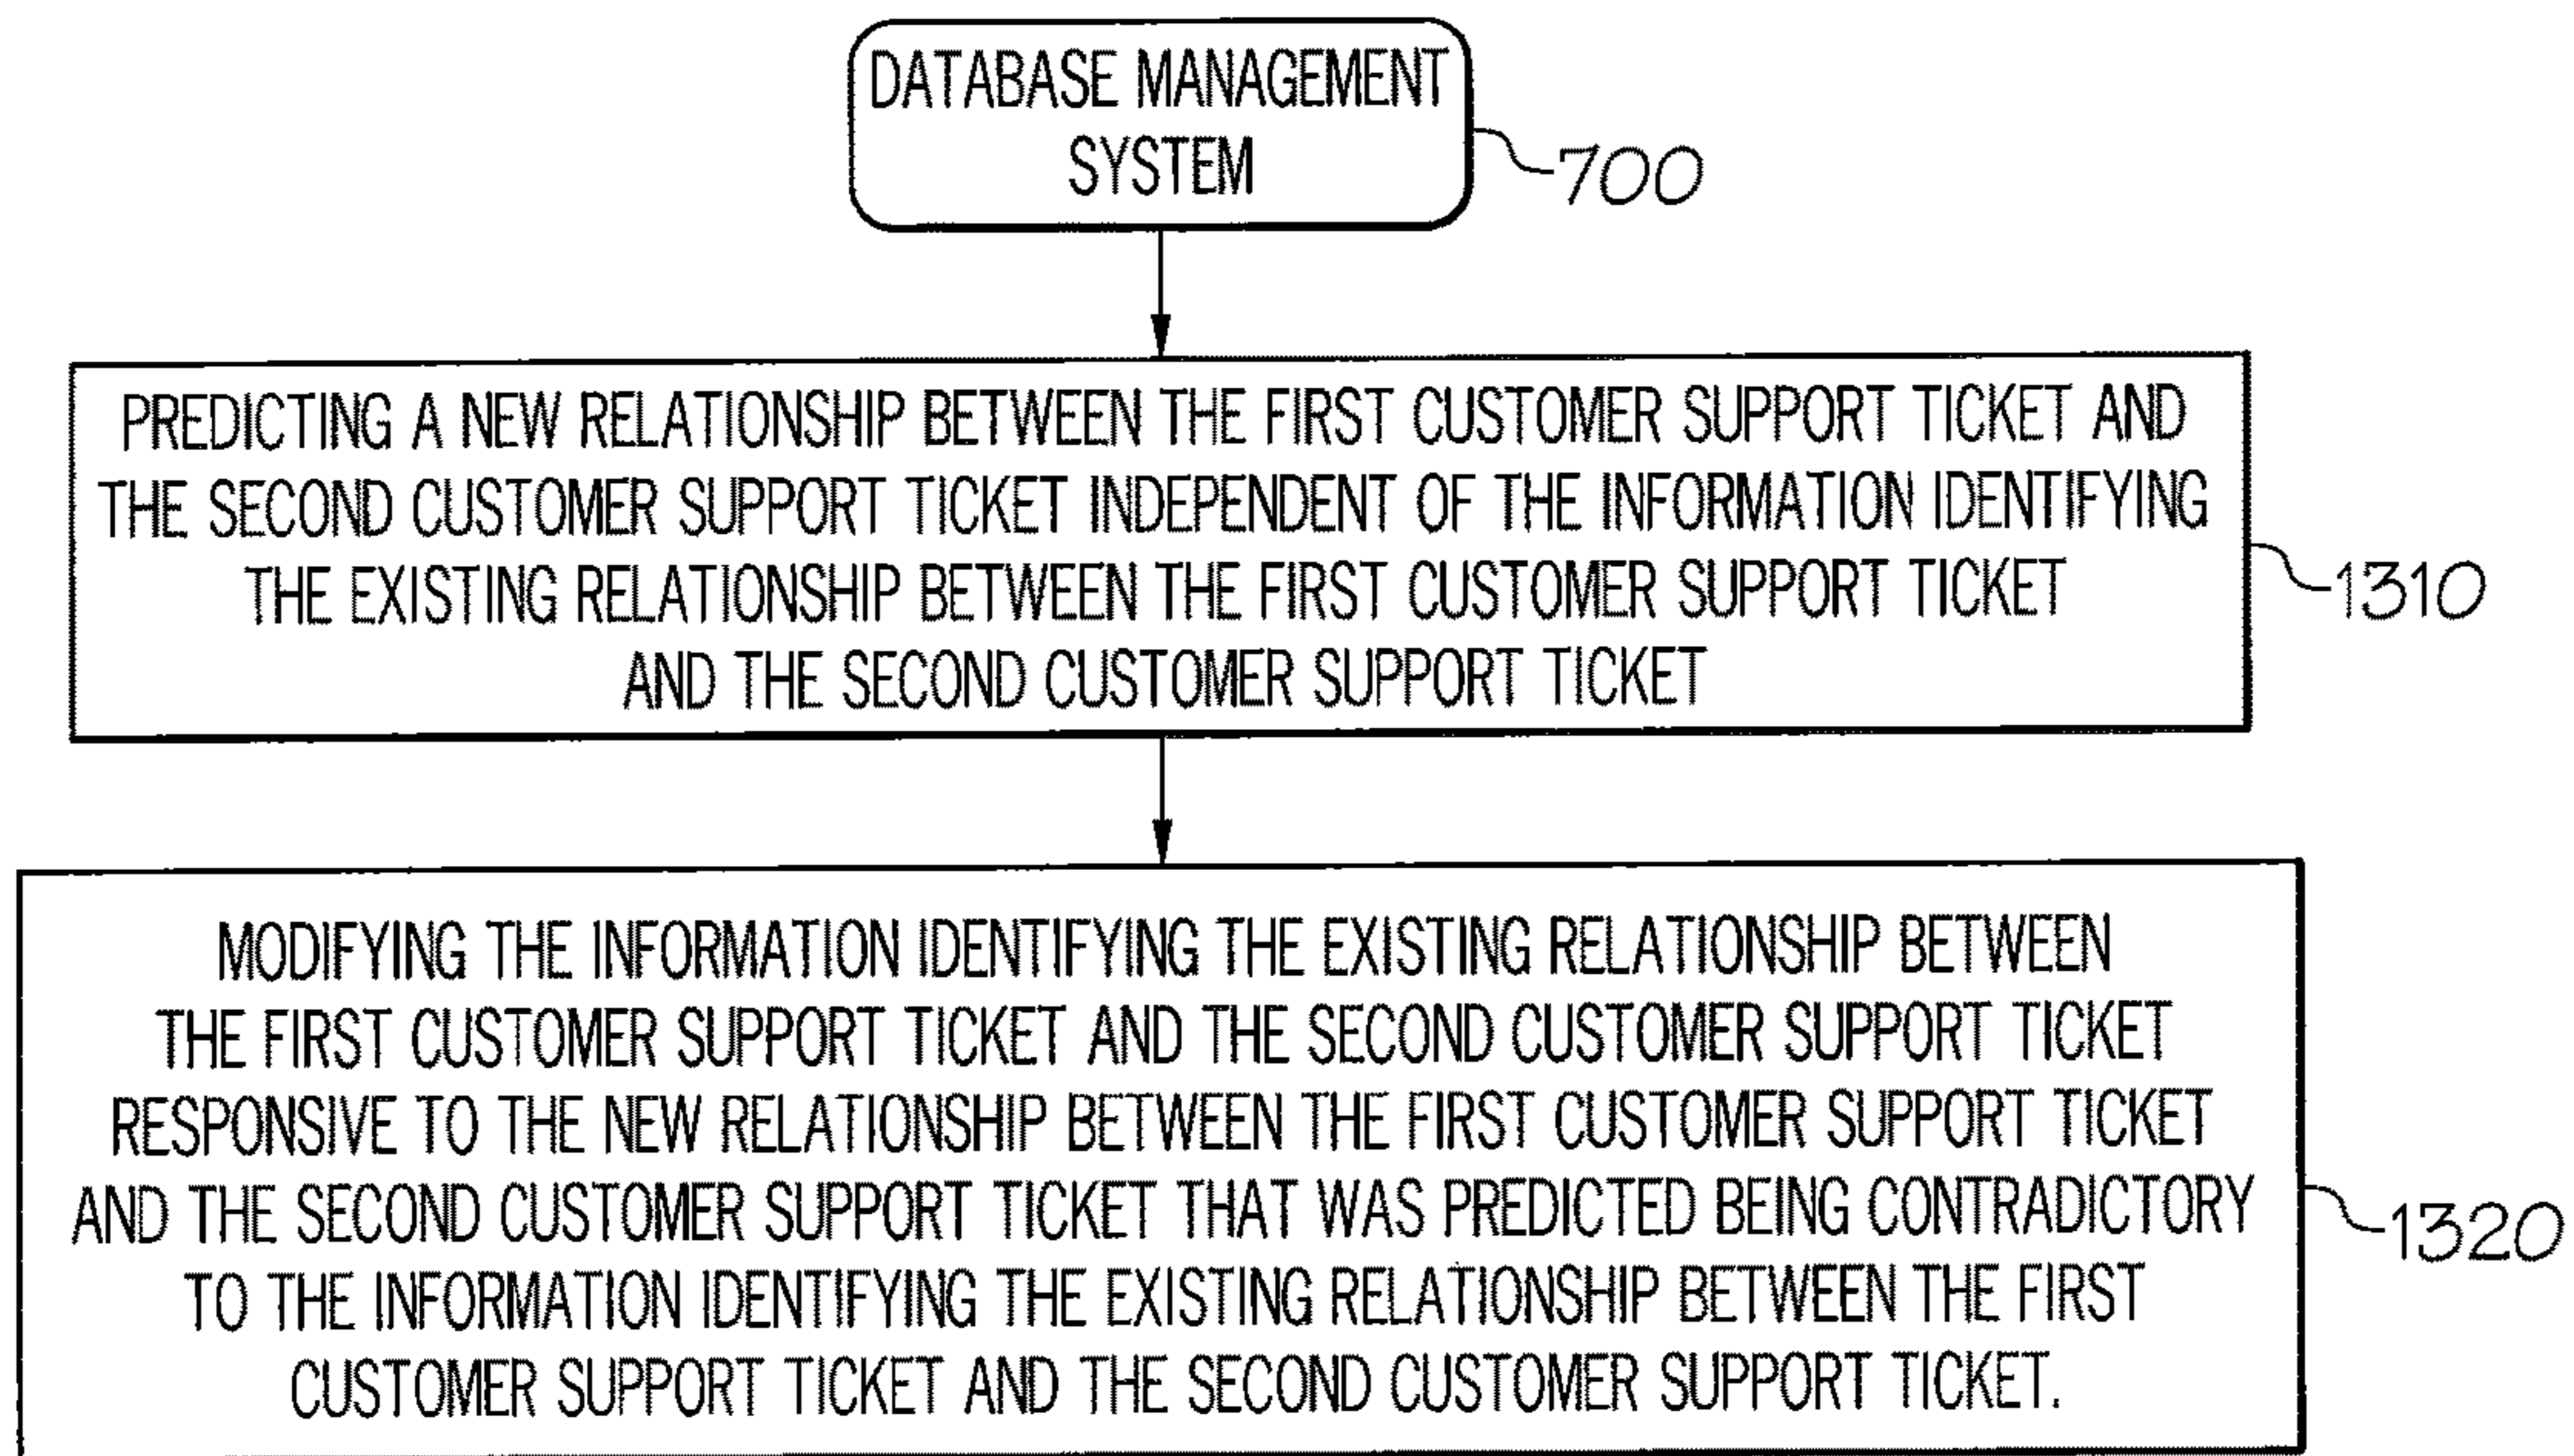 DATABASE MANAGEMENT
SYSTEM
700
PREDICTING A NEW RELATIONSHIP BETWEEN THE FIRST CUSTOMER SUPPORT TICKET AND
THE SECOND CUSTOMER SUPPORT TICKET INDEPENDENT OF THE INFORMATION IDENTIFYING
THE EXISTING RELATIONSHIP BETWEEN THE FIRST CUSTOMER SUPPORT TICKET
AND THE SECOND CUSTOMER SUPPORT TICKET
1310
MODIFYING THE INFORMATION IDENTIFYING THE EXISTING RELATIONSHIP BETWEEN
THE FIRST CUSTOMER SUPPORT TICKET AND THE SECOND CUSTOMER SUPPORT TICKET
RESPONSIVE TO THE NEW RELATIONSHIP BETWEEN THE FIRST CUSTOMER SUPPORT TICKET
AND THE SECOND CUSTOMER SUPPORT TICKET THAT WAS PREDICTED BEING CONTRADICTORY
TO THE INFORMATION IDENTIFYING THE EXISTING RELATIONSHIP BETWEEN THE FIRST
CUSTOMER SUPPORT TICKET AND THE SECOND CUSTOMER SUPPORT TICKET.
1320